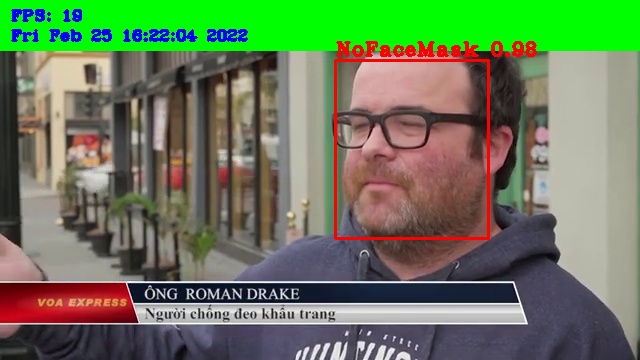 FPS: 19
Fri Feb 25 16:22:04 2022
NoFaceMask 0.98
VOA EXPRESS
ÔNG ROMAN DRAKE
Người chống đeo khẩu trang